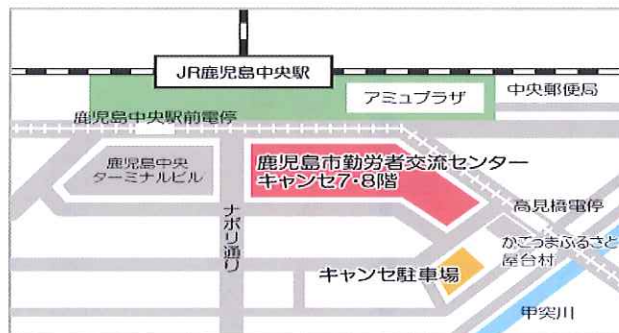 JR鹿児島中央駅
アミュプラザ
中央郵便局
鹿児島中央駅前電停
鹿児島中央
ターミナルビル
鹿児島市勤労者交流センター
キャンセ7・8階
ナポリ通り
高見橋電停
かごっまふるさと
屋台村
キャンセ駐車場
甲突川